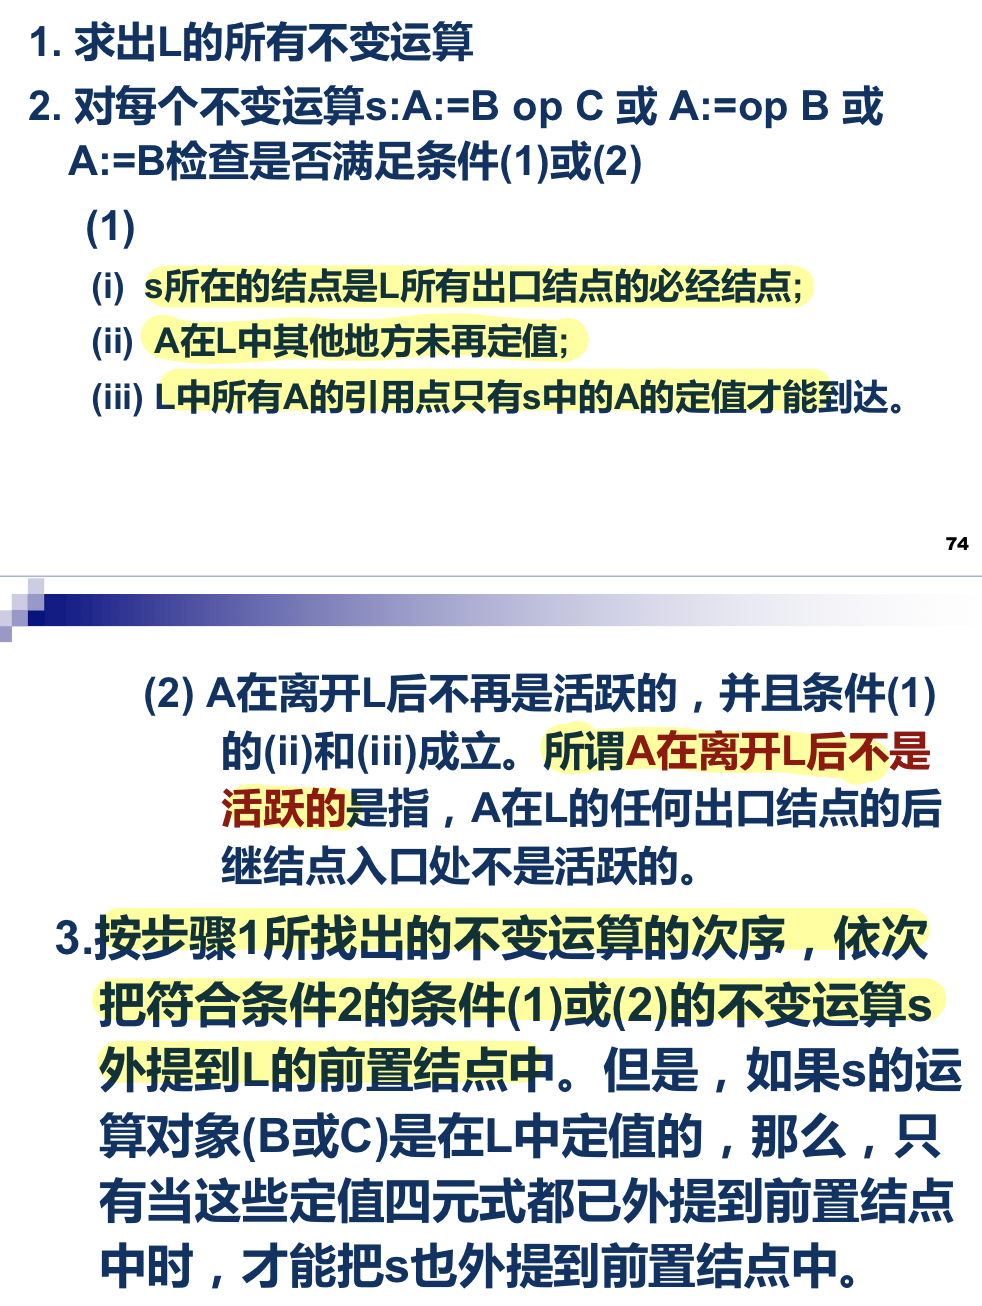 1. 求出L的所有不变运算
2. 对每个不变运算s:A:=B op C 或 A:=op B 或
A:=B检查是否满足条件(1)或(2)
(1)
(i) s所在的结点是L所有出口结点的必经结点;
(ii) A在L中其他地方未再定值;
(iii) L中所有A的引用点只有s中的A的定值才能到达。
74
(2) A在离开L后不再是活跃的，并且条件(1)
的(ii)和(iii)成立。所谓A在离开L后不是
活跃的是指，A在L的任何出口结点的后
继结点入口处不是活跃的。
3.按步骤1所找出的不变运算的次序，依次
把符合条件2的条件(1)或(2)的不变运算s
外提到L的前置结点中。但是，如果s的运
算对象(B或C)是在L中定值的，那么，只
有当这些定值四元式都已外提到前置结点
中时，才能把s也外提到前置结点中。